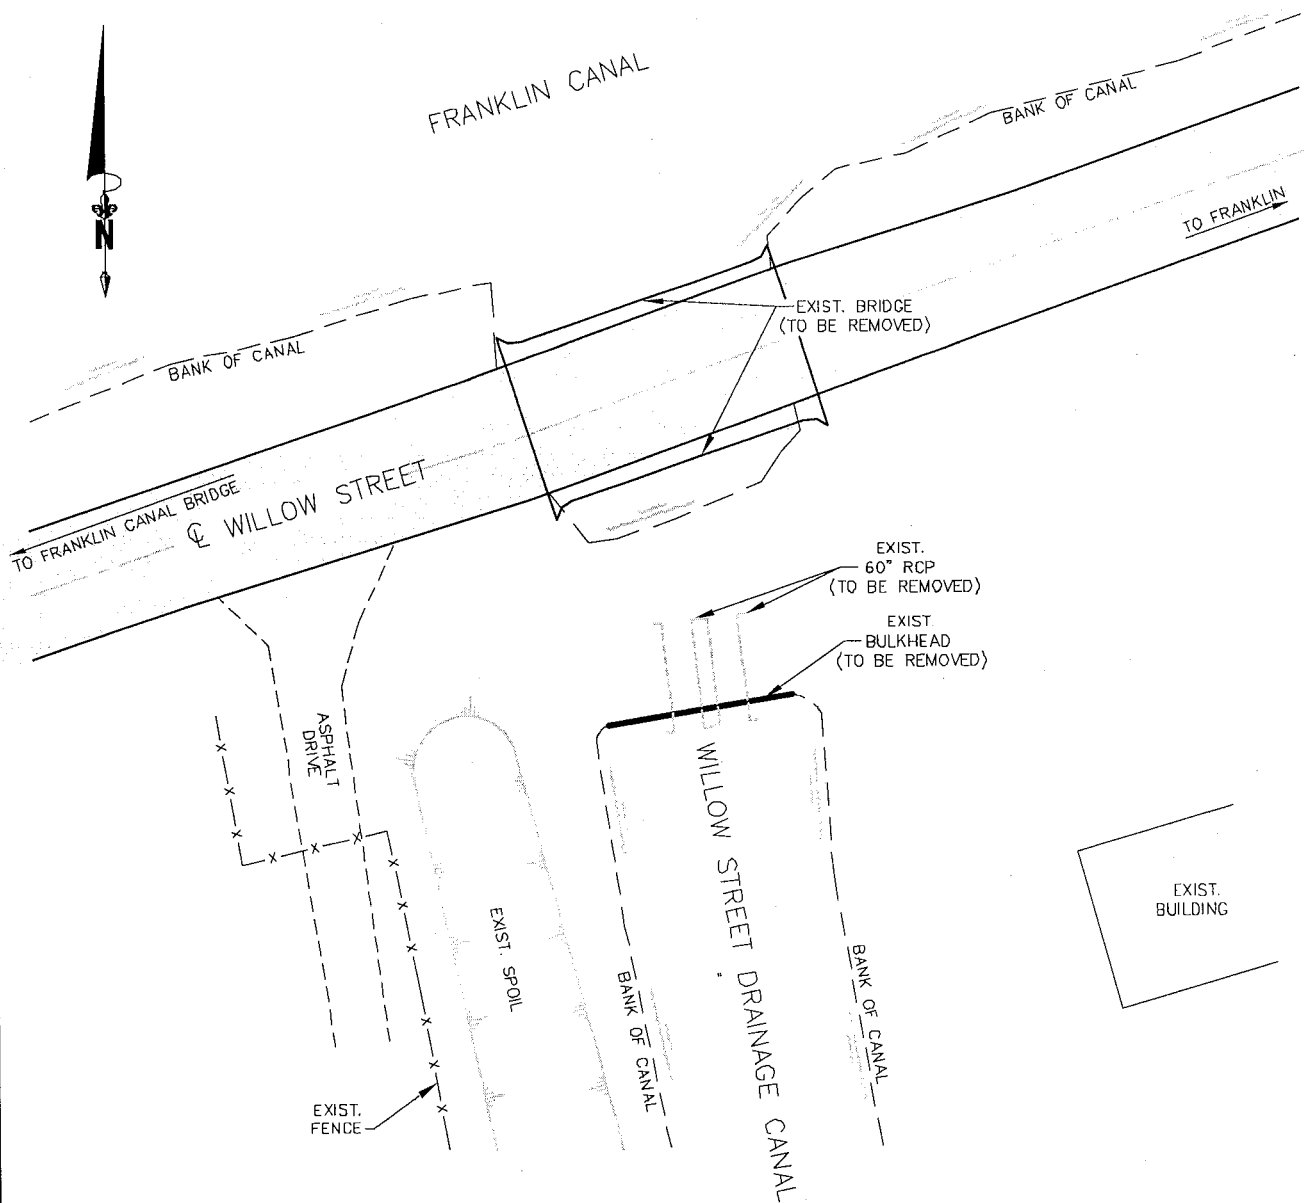 FRANKLIN CANAL
BANK OF CANAL
TO FRANKLIN
N
EXIST. BRIDGE
(TO BE REMOVED)
BANK OF CANAL
TO FRANKLIN CANAL BRIDGE
℄ WILLOW STREET
EXIST.
60" RCP
(TO BE REMOVED)
EXIST.
BULKHEAD
(TO BE REMOVED)
ASPHALT
DRIVE
WILLOW STREET DRAINAGE CANAL
EXIST.
BUILDING
EXIST. SPOIL
BANK OF CANAL
BANK OF CANAL
EXIST.
FENCE